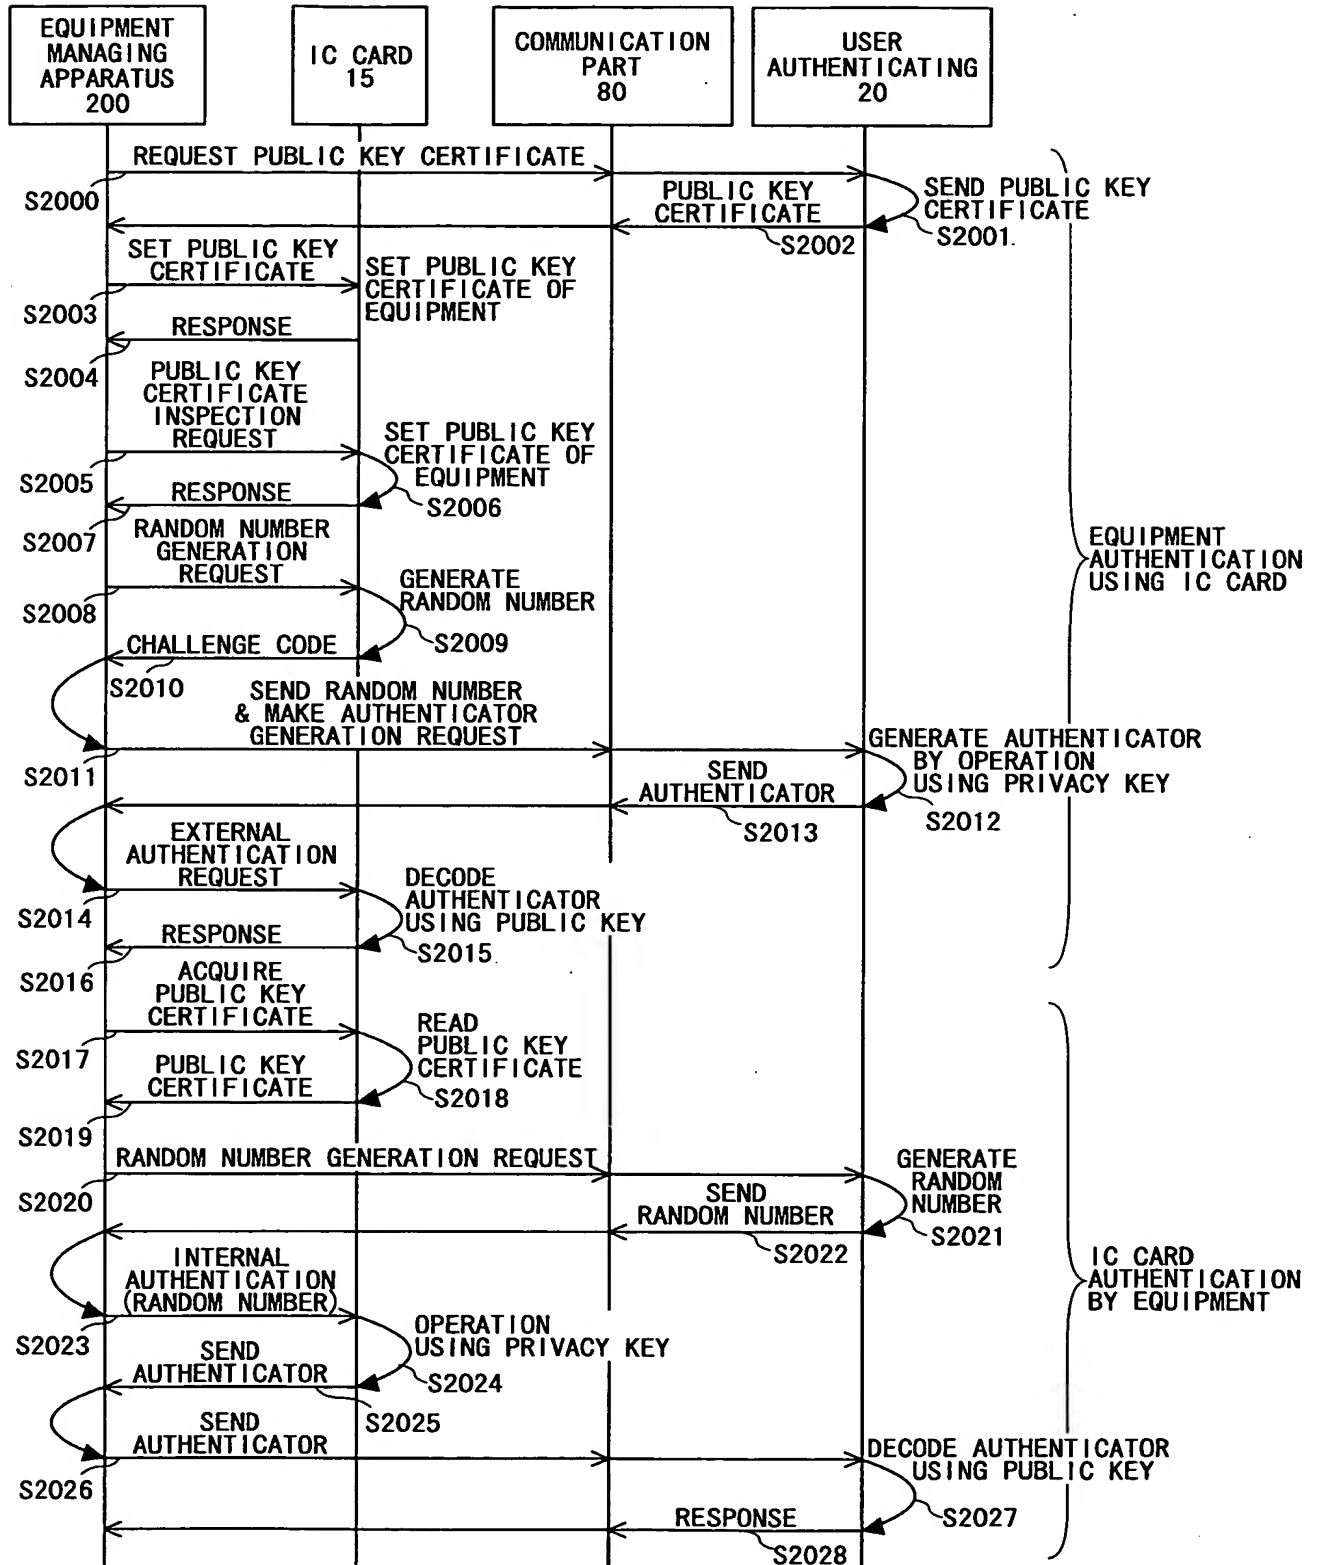 EQUIPMENT
MANAGING
APPARATUS
200
IC CARD
15
COMMUNICATION
PART
80
USER
AUTHENTICATING
20
REQUEST PUBLIC KEY CERTIFICATE
S2000
PUBLIC KEY
CERTIFICATE
S2002
SEND PUBLIC KEY
CERTIFICATE
S2001.
SET PUBLIC KEY
CERTIFICATE
S2003
SET PUBLIC KEY
CERTIFICATE OF
EQUIPMENT
RESPONSE
S2004
PUBLIC KEY
CERTIFICATE
INSPECTION
REQUEST
S2005
SET PUBLIC KEY
CERTIFICATE OF
EQUIPMENT
S2006
RESPONSE
S2007
RANDOM NUMBER
GENERATION
REQUEST
S2008
GENERATE
RANDOM NUMBER
S2009
CHALLENGE CODE
S2010
SEND RANDOM NUMBER
& MAKE AUTHENTICATOR
GENERATION REQUEST
S2011
GENERATE AUTHENTICATOR
BY OPERATION
USING PRIVACY KEY
S2012
SEND
AUTHENTICATOR
S2013
EXTERNAL
AUTHENTICATION
REQUEST
S2014
DECODE
AUTHENTICATOR
USING PUBLIC KEY
S2015
RESPONSE
S2016
EQUIPMENT
AUTHENTICATION
USING IC CARD
ACQUIRE
PUBLIC KEY
CERTIFICATE
S2017
READ
PUBLIC KEY
CERTIFICATE
S2018
PUBLIC KEY
CERTIFICATE
S2019
RANDOM NUMBER GENERATION REQUEST
S2020
GENERATE
RANDOM
NUMBER
S2021
SEND
RANDOM NUMBER
S2022
INTERNAL
AUTHENTICATION
(RANDOM NUMBER)
S2023
OPERATION
USING PRIVACY KEY
S2024
SEND
AUTHENTICATOR
S2025
SEND
AUTHENTICATOR
S2026
DECODE AUTHENTICATOR
USING PUBLIC KEY
S2027
RESPONSE
S2028
IC CARD
AUTHENTICATION
BY EQUIPMENT